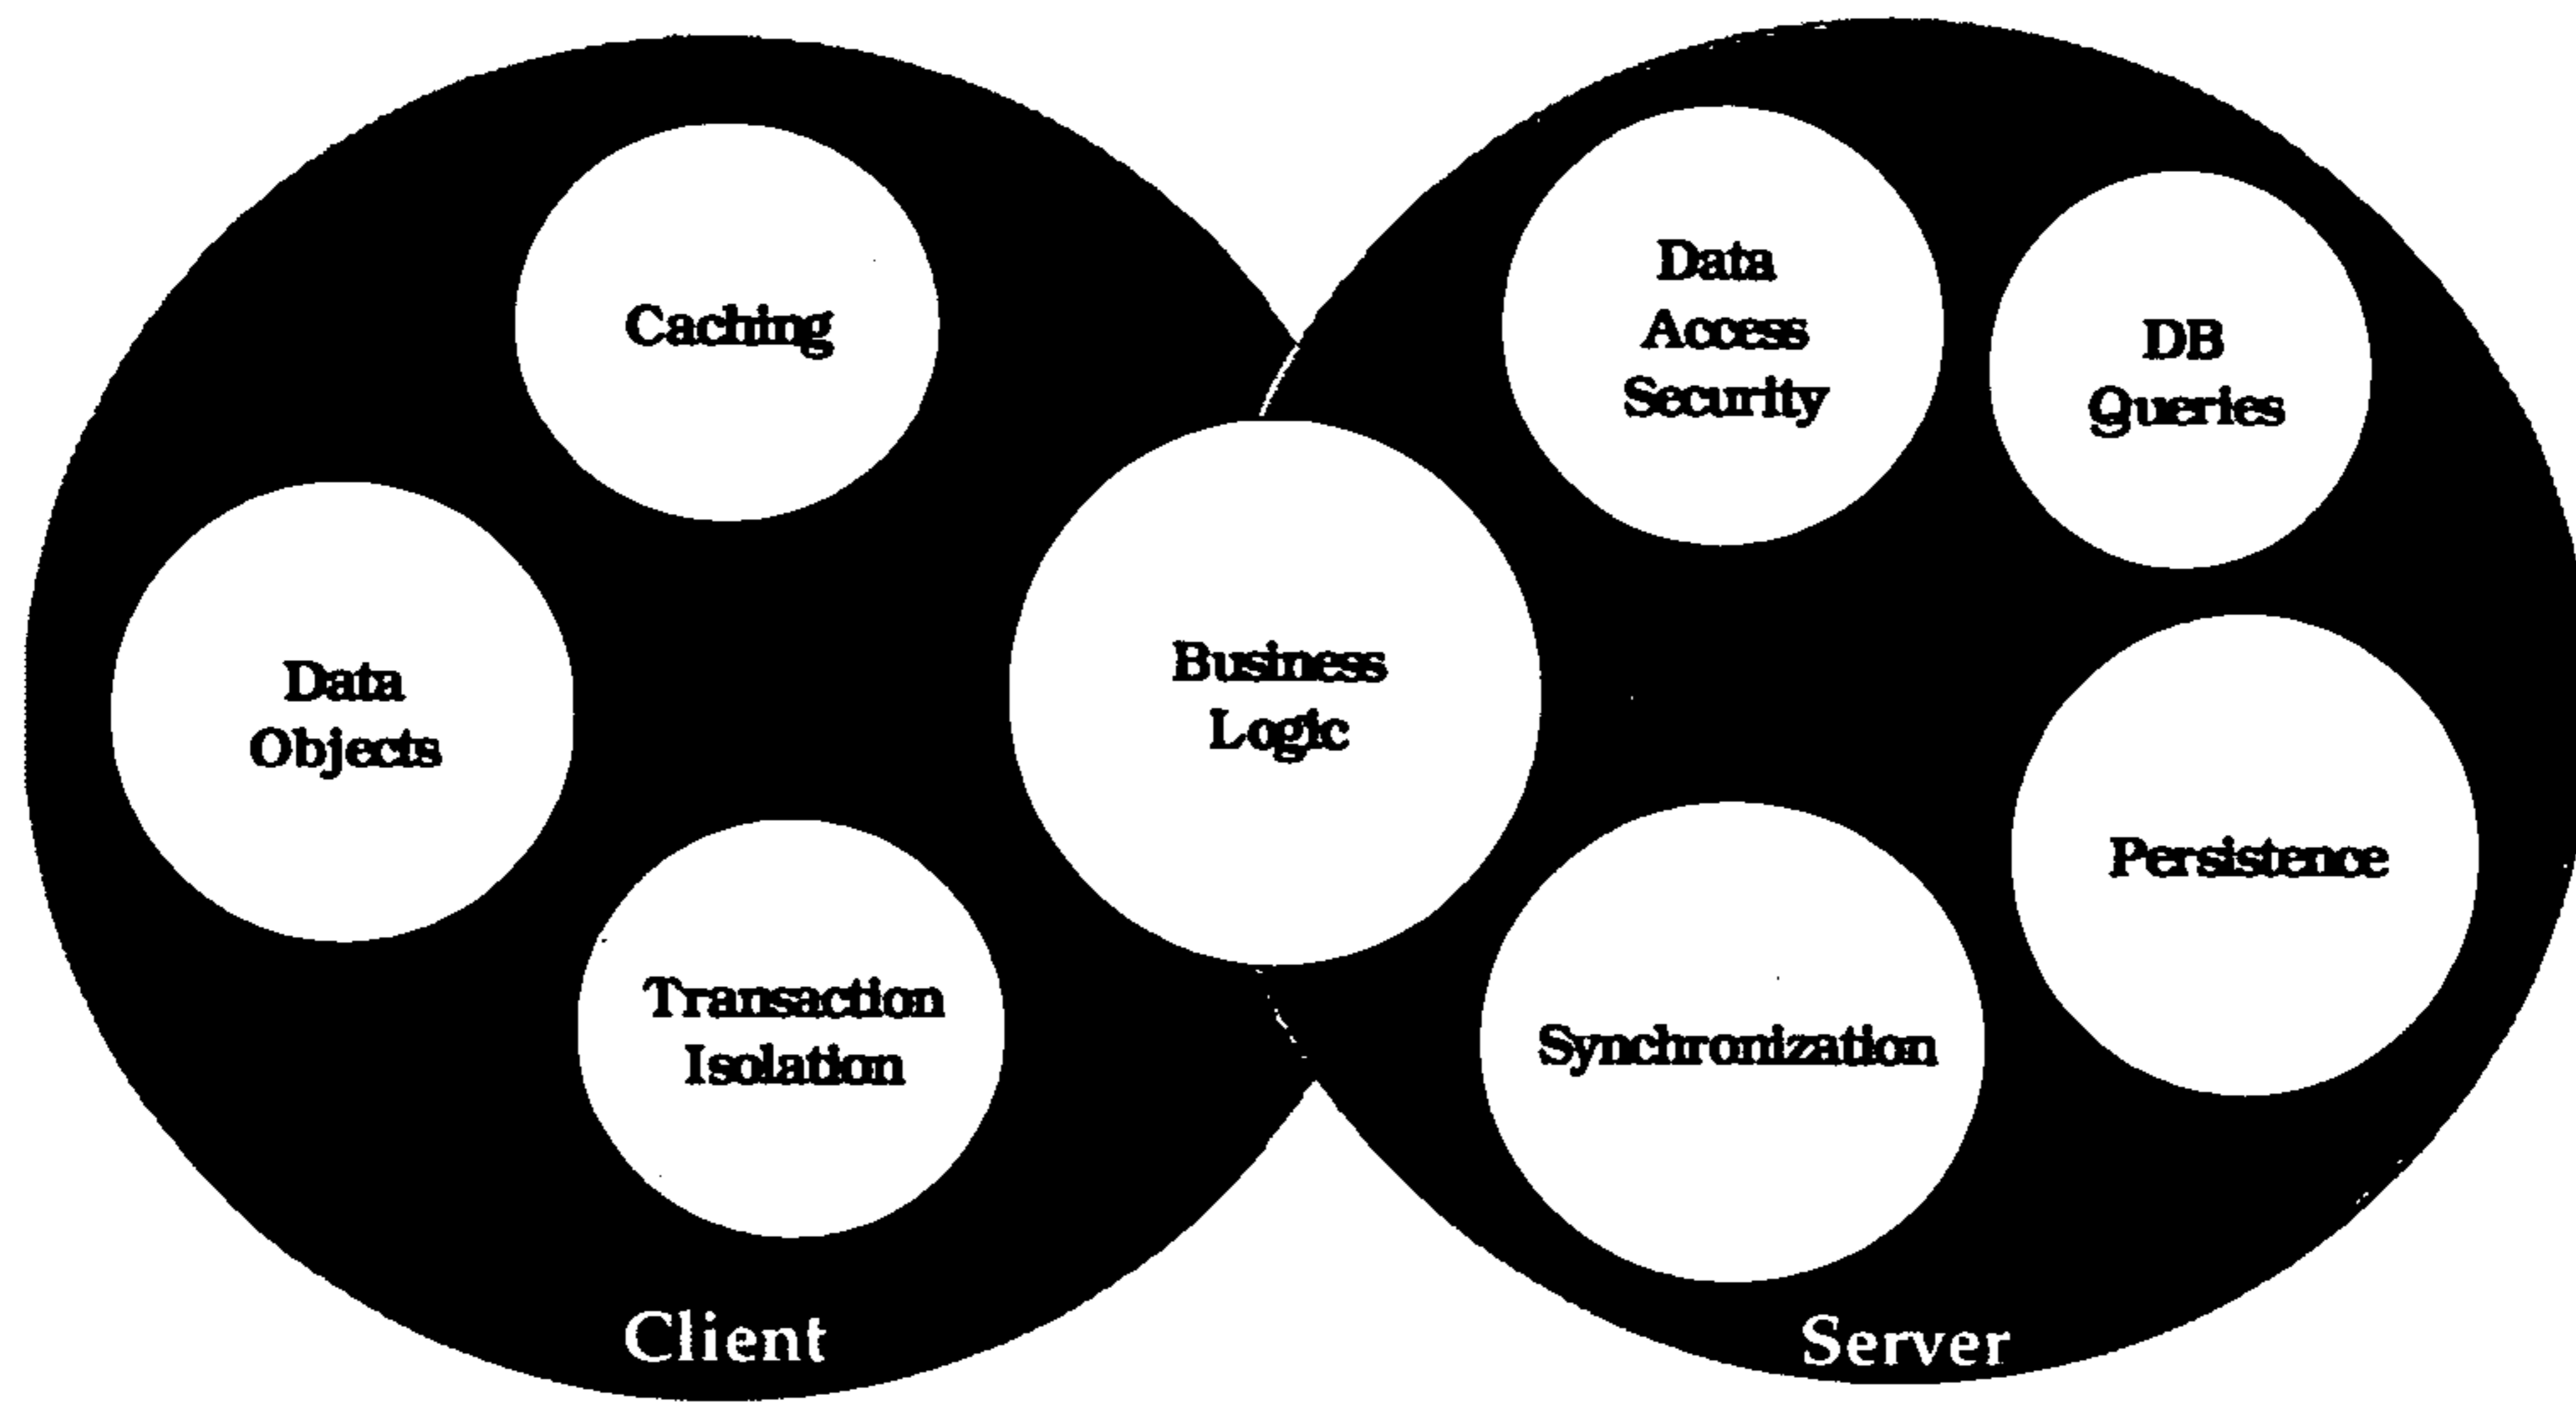 Caching
Data
Objects
Transaction
Isolation
Client
Business
Logic
Data
Access
Security
DB
Queries
Persistence
Synchronization
Server